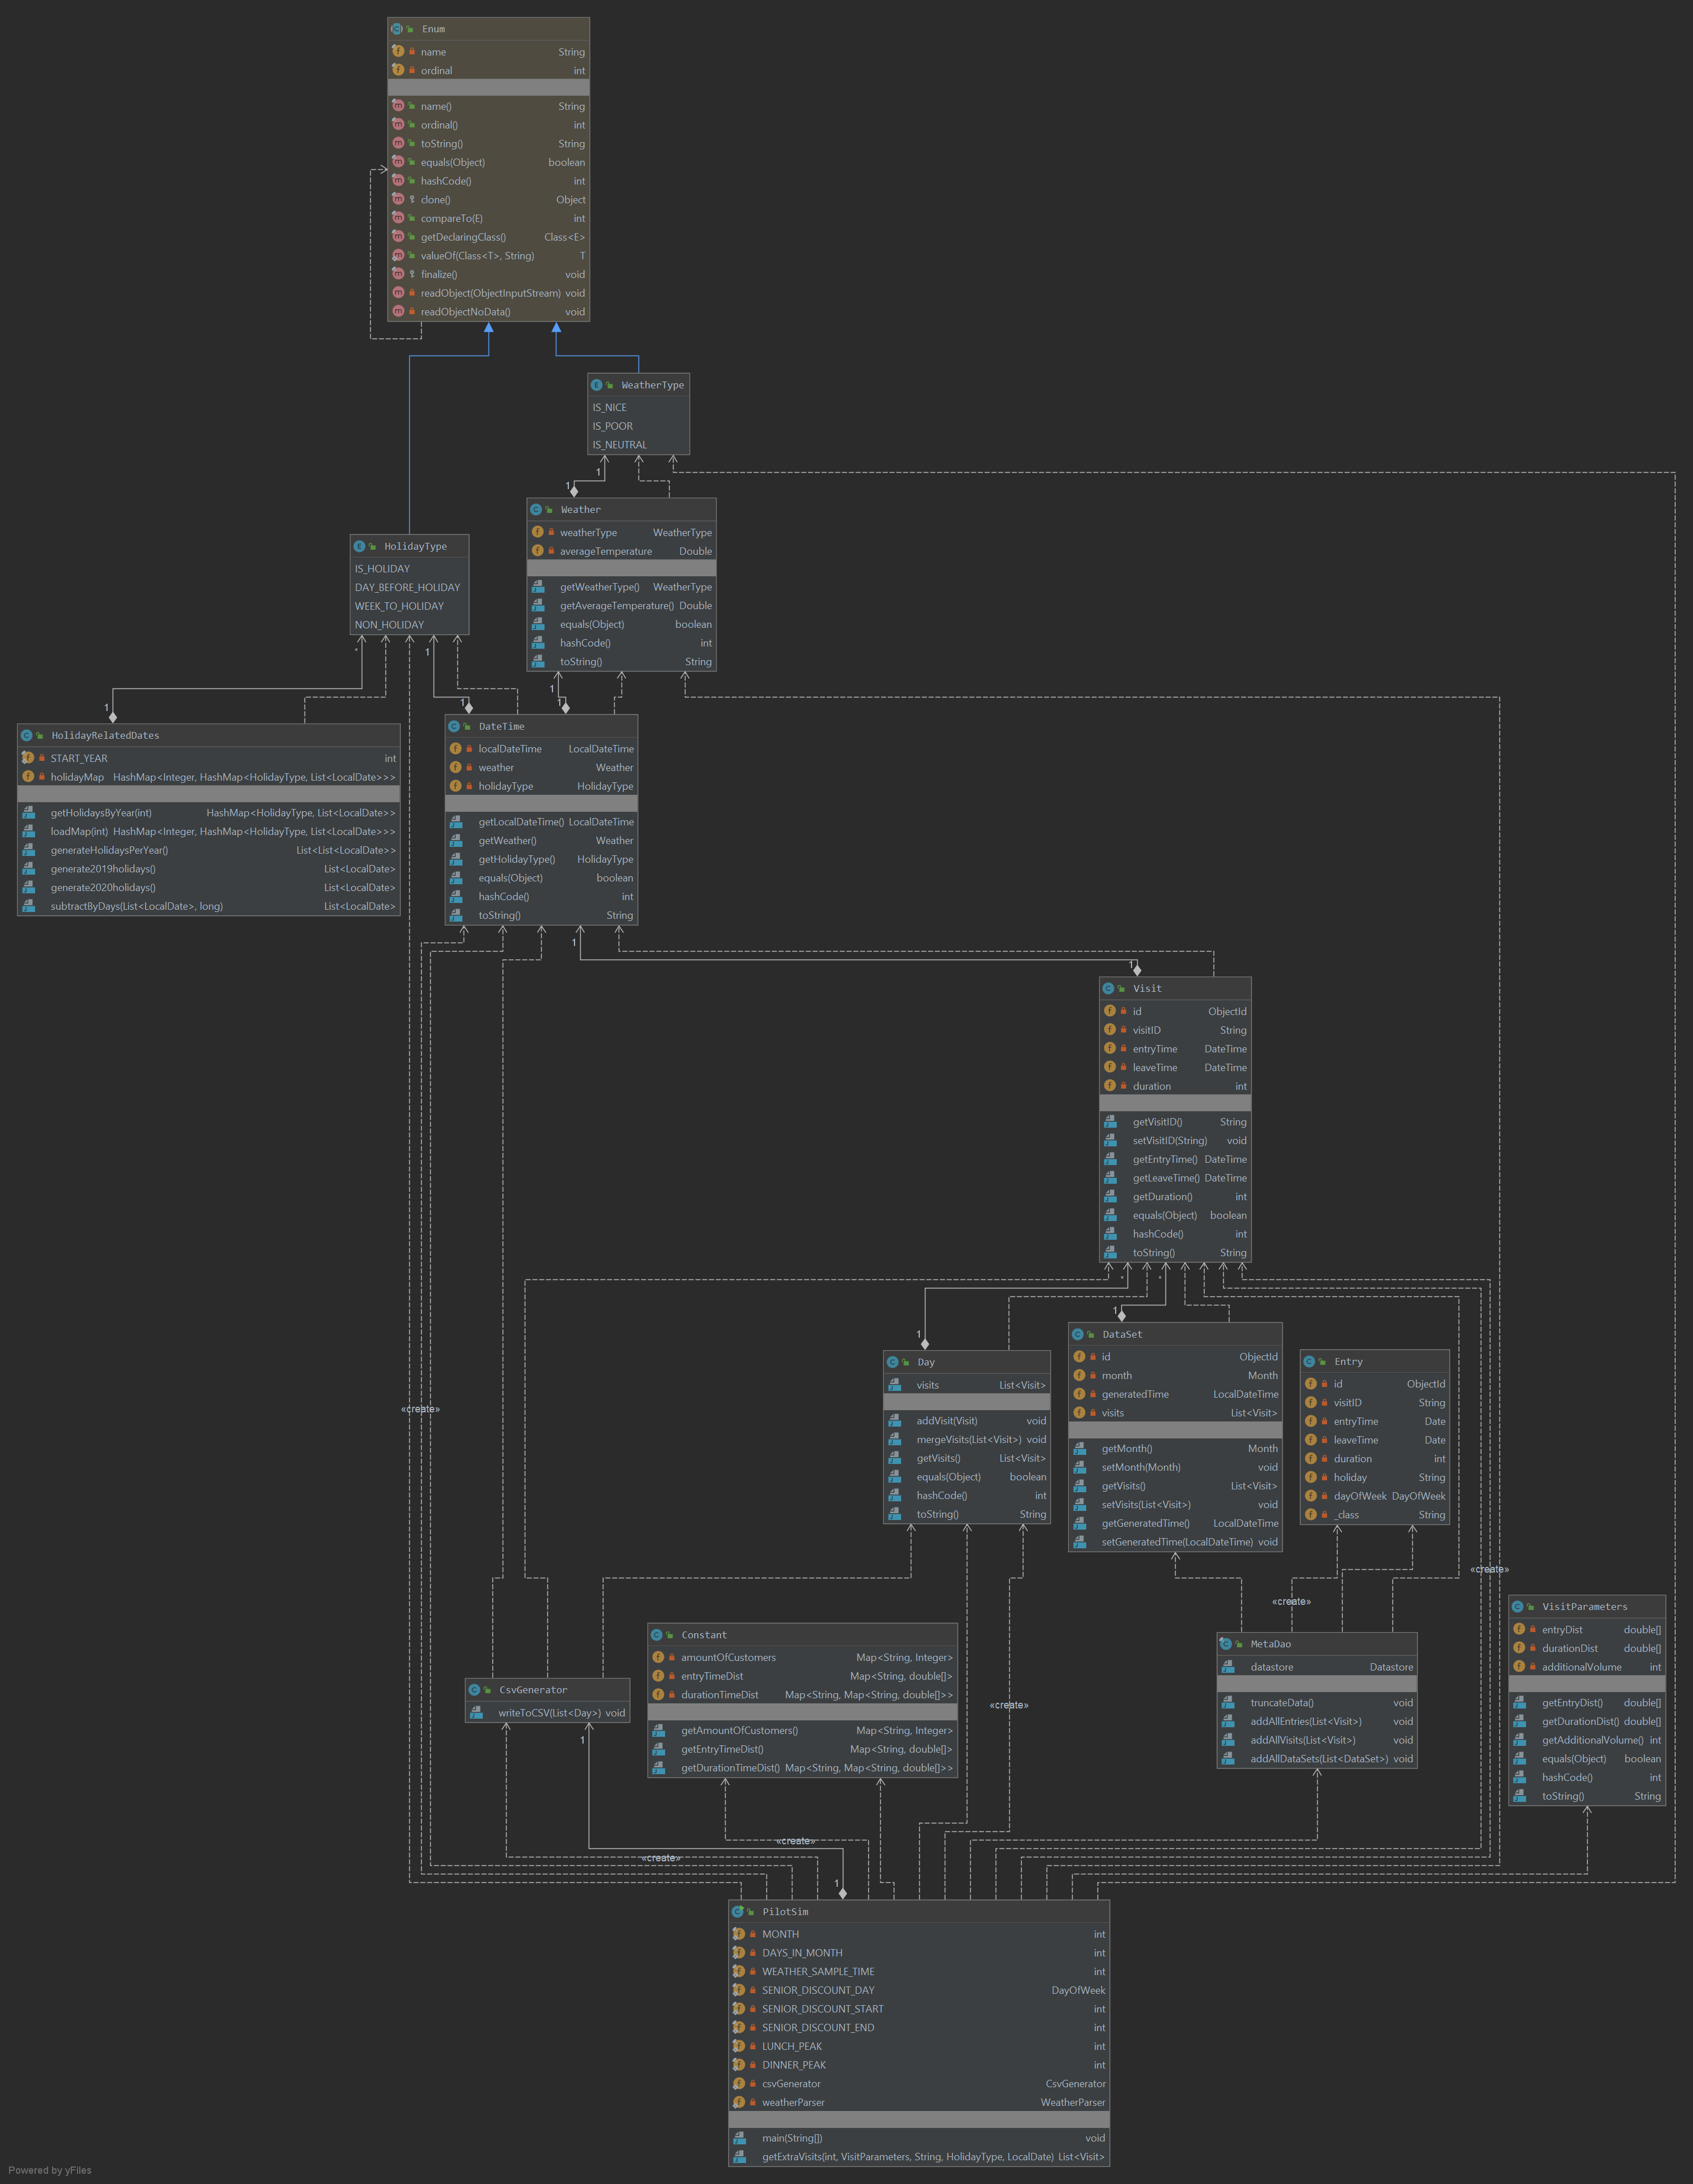 Enum
name String
ordinal int
name() String
ordinal() int
toString() String
equals(Object) boolean
hashCode() int
clone() Object
compareTo(E) int
getDeclaringClass() Class<E>
valueOf(Class<T>, String) T
finalize() void
readObject(ObjectInputStream) void
readObjectNoData() void
WeatherType
IS_NICE
IS_POOR
IS_NEUTRAL
1
1
Weather
weatherType WeatherType
averageTemperature Double
getWeatherType() WeatherType
getAverageTemperature() Double
equals(Object) boolean
hashCode() int
toString() String
HolidayType
IS_HOLIDAY
DAY_BEFORE_HOLIDAY
WEEK_TO_HOLIDAY
NON_HOLIDAY
*
1
1
1
1
1
HolidayRelatedDates
START_YEAR int
holidayMap HashMap<Integer, HashMap<HolidayType, List<LocalDate>>>
getHolidaysByYear(int) HashMap<HolidayType, List<LocalDate>>
loadMap(int) HashMap<Integer, HashMap<HolidayType, List<LocalDate>>>
generateHolidaysPerYear() List<List<LocalDate>>
generate2019holidays() List<LocalDate>
generate2020holidays() List<LocalDate>
subtractByDays(List<LocalDate>, long) List<LocalDate>
DateTime
localDateTime LocalDateTime
weather Weather
holidayType HolidayType
getLocalDateTime() LocalDateTime
getWeather() Weather
getHolidayType() HolidayType
equals(Object) boolean
hashCode() int
toString() String
1
1
Visit
id ObjectId
visitID String
entryTime DateTime
leaveTime DateTime
duration int
getVisitID() String
setVisitID(String) void
getEntryTime() DateTime
getLeaveTime() DateTime
getDuration() int
equals(Object) boolean
hashCode() int
toString() String
*
*
1
1
Day
visits List<Visit>
addVisit(Visit) void
mergeVisits(List<Visit>) void
getVisits() List<Visit>
equals(Object) boolean
hashCode() int
toString() String
DataSet
id ObjectId
month Month
generatedTime LocalDateTime
visits List<Visit>
getMonth() Month
setMonth(Month) void
getVisits() List<Visit>
setVisits(List<Visit>) void
getGeneratedTime() LocalDateTime
setGeneratedTime(LocalDateTime) void
Entry
id ObjectId
visitID String
entryTime Date
leaveTime Date
duration int
holiday String
dayOfWeek DayOfWeek
_class String
«create»
«create»
«create»
VisitParameters
entryDist double[]
durationDist double[]
additionalVolume int
getEntryDist() double[]
getDurationDist() double[]
getAdditionalVolume() int
equals(Object) boolean
hashCode() int
toString() String
MetaDao
datastore Datastore
truncateData() void
addAllEntries(List<Visit>) void
addAllVisits(List<Visit>) void
addAllDataSets(List<DataSet>) void
Constant
amountOfCustomers Map<String, Integer>
entryTimeDist Map<String, double[]>
durationTimeDist Map<String, Map<String, double[]>>
getAmountOfCustomers() Map<String, Integer>
getEntryTimeDist() Map<String, double[]>
getDurationTimeDist() Map<String, Map<String, double[]>>
CsvGenerator
writeToCSV(List<Day>) void
«create»
1
«create»
«create»
1
PilotSim
MONTH int
DAYS_IN_MONTH int
WEATHER_SAMPLE_TIME int
SENIOR_DISCOUNT_DAY DayOfWeek
SENIOR_DISCOUNT_START int
SENIOR_DISCOUNT_END int
LUNCH_PEAK int
DINNER_PEAK int
csvGenerator CsvGenerator
weatherParser WeatherParser
main(String[]) void
getExtraVisits(int, VisitParameters, String, HolidayType, LocalDate) List<Visit>
Powered by yFiles